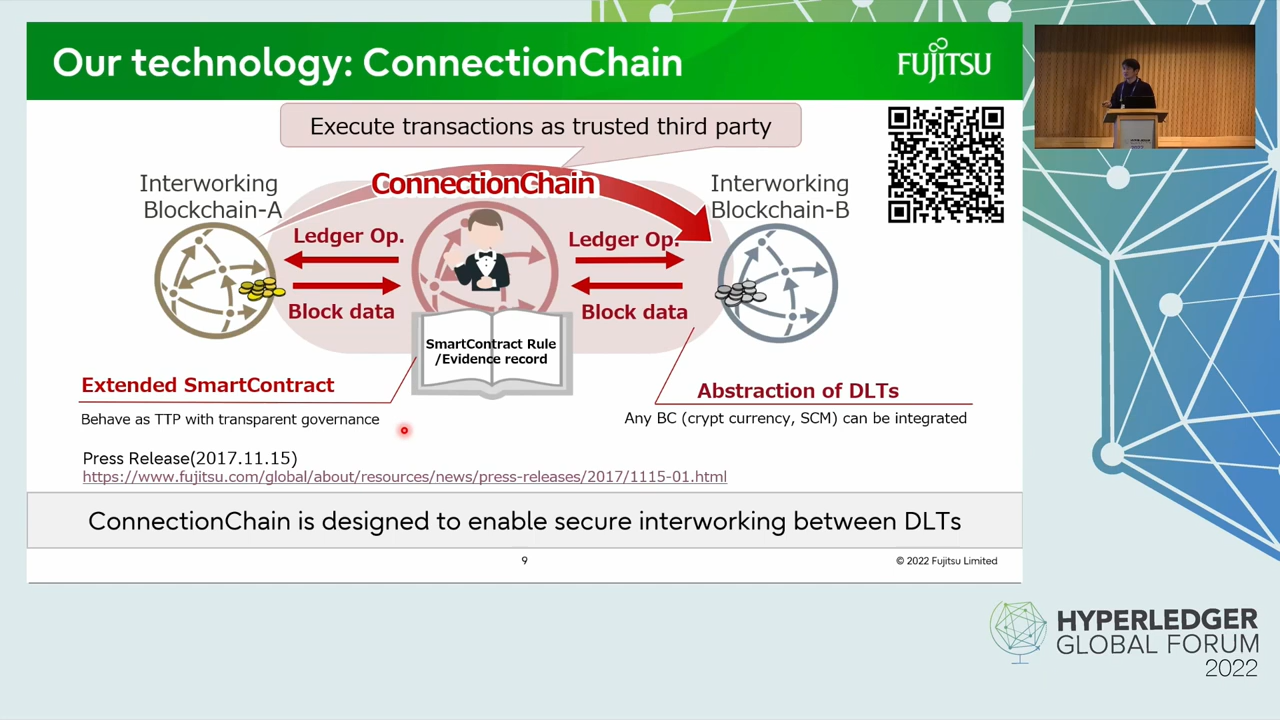 Our technology: ConnectionChain
FUJITSU
Execute transactions as trusted third party
Interworking
Blockchain-A
ConnectionChain
Interworking
Blockchain-B
Ledger Op.
Ledger Op.
Block data
Block data
SmartContract Rule
/Evidence record
Extended SmartContract
Behave as TTP with transparent governance
Abstraction of DLTs
Any BC (crypt currency, SCM) can be integrated
Press Release(2017.11.15)
https://www.fujitsu.com/global/about/resources/news/press-releases/2017/1115-01.html
ConnectionChain is designed to enable secure interworking between DLTs
9
© 2022 Fujitsu Limited
HYPERLEDGER
GLOBAL FORUM
2022